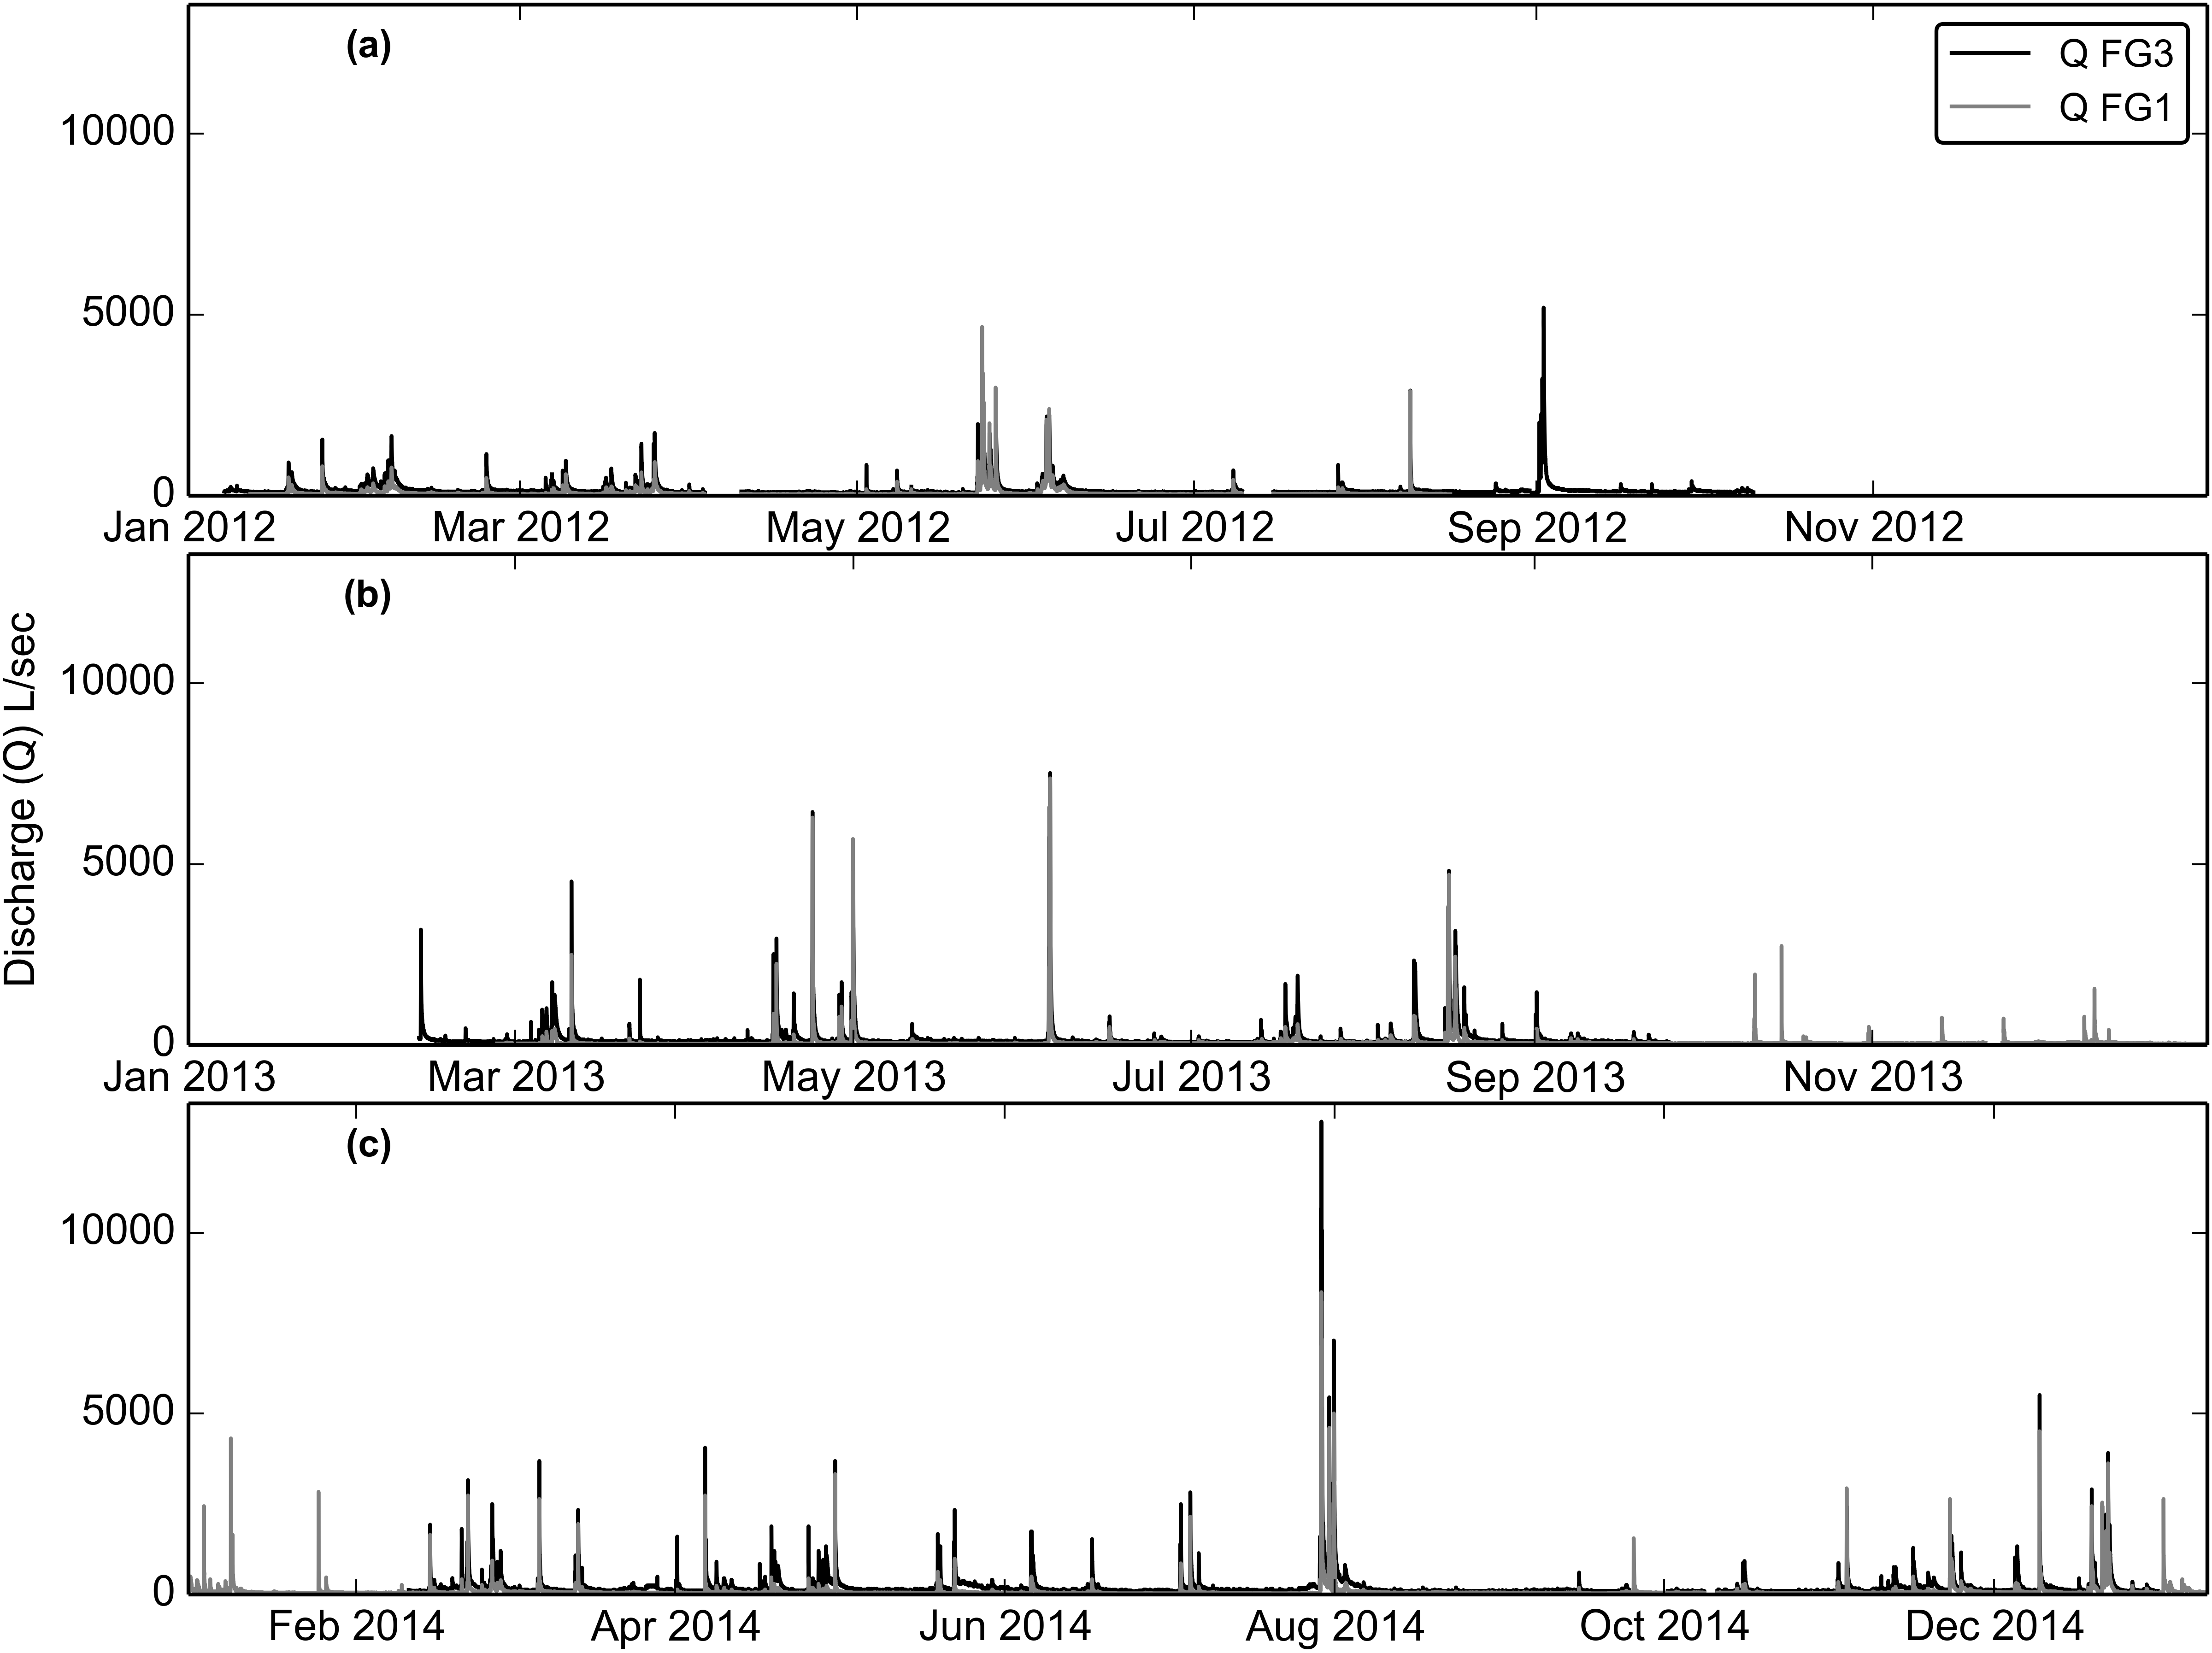 (a)
Q FG3
Q FG1
10000
5000
0
Jan 2012 Mar 2012 May 2012 Jul 2012 Sep 2012 Nov 2012
(b)
Discharge (Q) L/sec
10000
5000
0
Jan 2013 Mar 2013 May 2013 Jul 2013 Sep 2013 Nov 2013
(c)
10000
5000
0
Feb 2014 Apr 2014 Jun 2014 Aug 2014 Oct 2014 Dec 2014